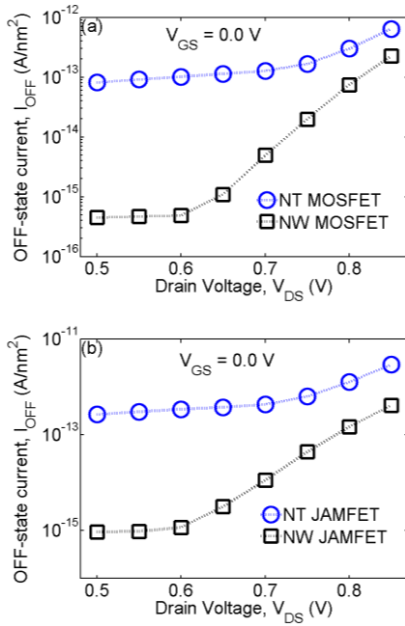 10⁻¹²
(a)
V_GS = 0.0 V
10⁻¹³
10⁻¹⁴
10⁻¹⁵
10⁻¹⁶
OFF-state current, I_OFF (A/nm²)
NT MOSFET
NW MOSFET
0.5 0.6 0.7 0.8
Drain Voltage, V_DS (V)
10⁻¹¹
(b)
V_GS = 0.0 V
10⁻¹³
10⁻¹⁵
OFF-state current, I_OFF (A/nm²)
NT JAMFET
NW JAMFET
0.5 0.6 0.7 0.8
Drain Voltage, V_DS (V)